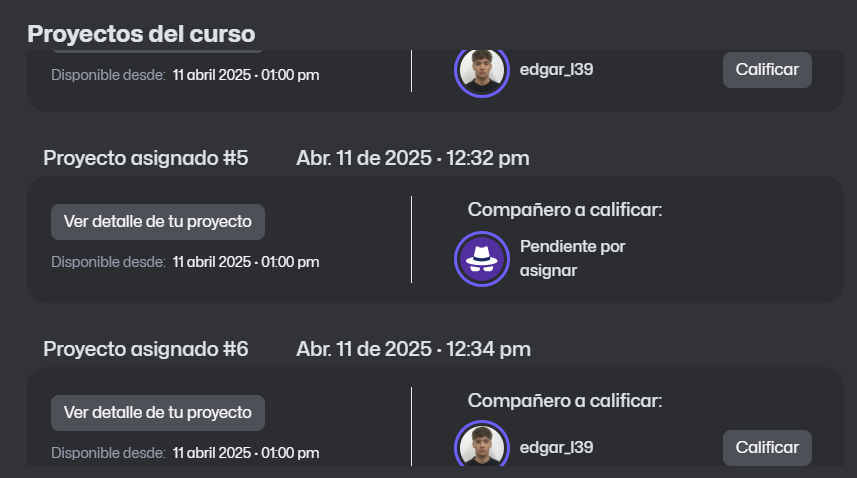 Proyectos del curso
Disponible desde: 11 abril 2025 • 01:00 pm
edgar_l39
Calificar
Proyecto asignado #5
Abr. 11 de 2025 • 12:32 pm
Ver detalle de tu proyecto
Disponible desde: 11 abril 2025 • 01:00 pm
Compañero a calificar:
Pendiente por
asignar
Proyecto asignado #6
Abr. 11 de 2025 • 12:34 pm
Ver detalle de tu proyecto
Disponible desde: 11 abril 2025 • 01:00 pm
Compañero a calificar:
edgar_l39
Calificar